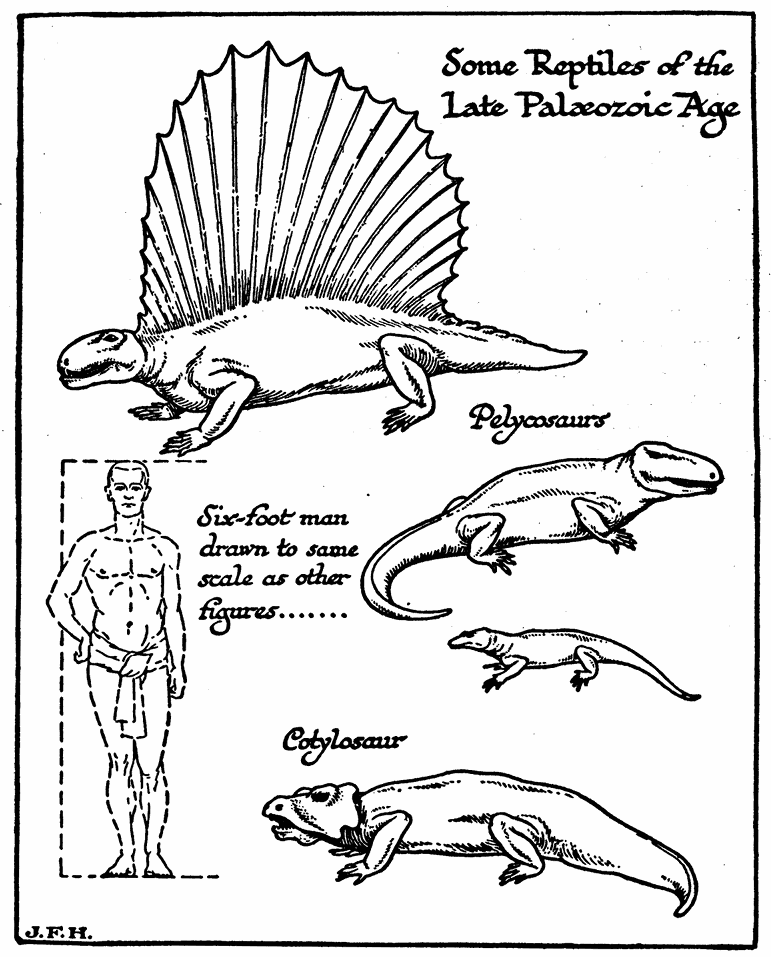 Some Reptiles of the
Late Palæozoic Age
Pelycosaurs
Six-foot man
drawn to same
scale as other
figures.......
Cotylosaur
J.F.H.